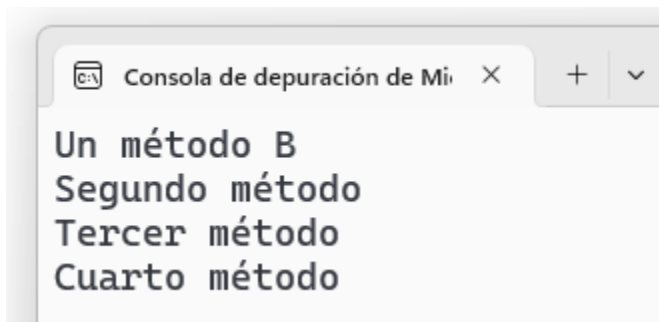 Consola de depuración de Mi
Un método B
Segundo método
Tercer método
Cuarto método